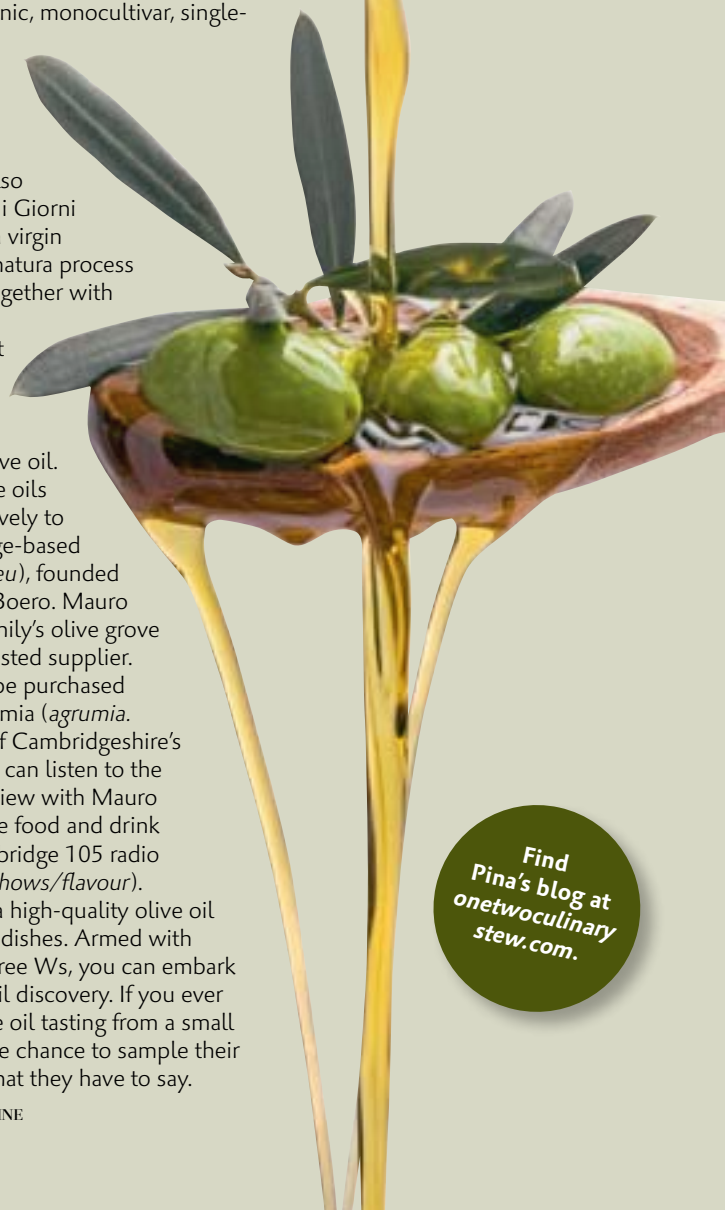 nic, monocultivar, single-
so
i Giorni
virgin
natura process
gether with
t
ve oil.
e oils
vely to
ge-based
eu), founded
Boero. Mauro
nily's olive grove
sted supplier.
be purchased
mia (agrumia.
f Cambridgeshire's
can listen to the
view with Mauro
e food and drink
bridge 105 radio
hows/flavour).
a high-quality olive oil
dishes. Armed with
ree Ws, you can embark
il discovery. If you ever
e oil tasting from a small
e chance to sample their
hat they have to say.
INE
Find
Pina's blog at
onetwoculinary
stew.com.